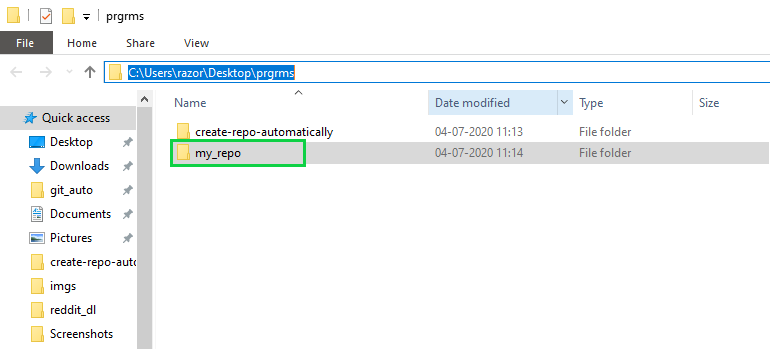 prgrms
File Home Share View
C:\Users\razor\Desktop\prgrms
Name Date modified Type Size
Quick access
Desktop
Downloads
git_auto
Documents
Pictures
create-repo-auto
imgs
reddit_dl
Screenshots
create-repo-automatically 04-07-2020 11:13 File folder
my_repo 04-07-2020 11:14 File folder